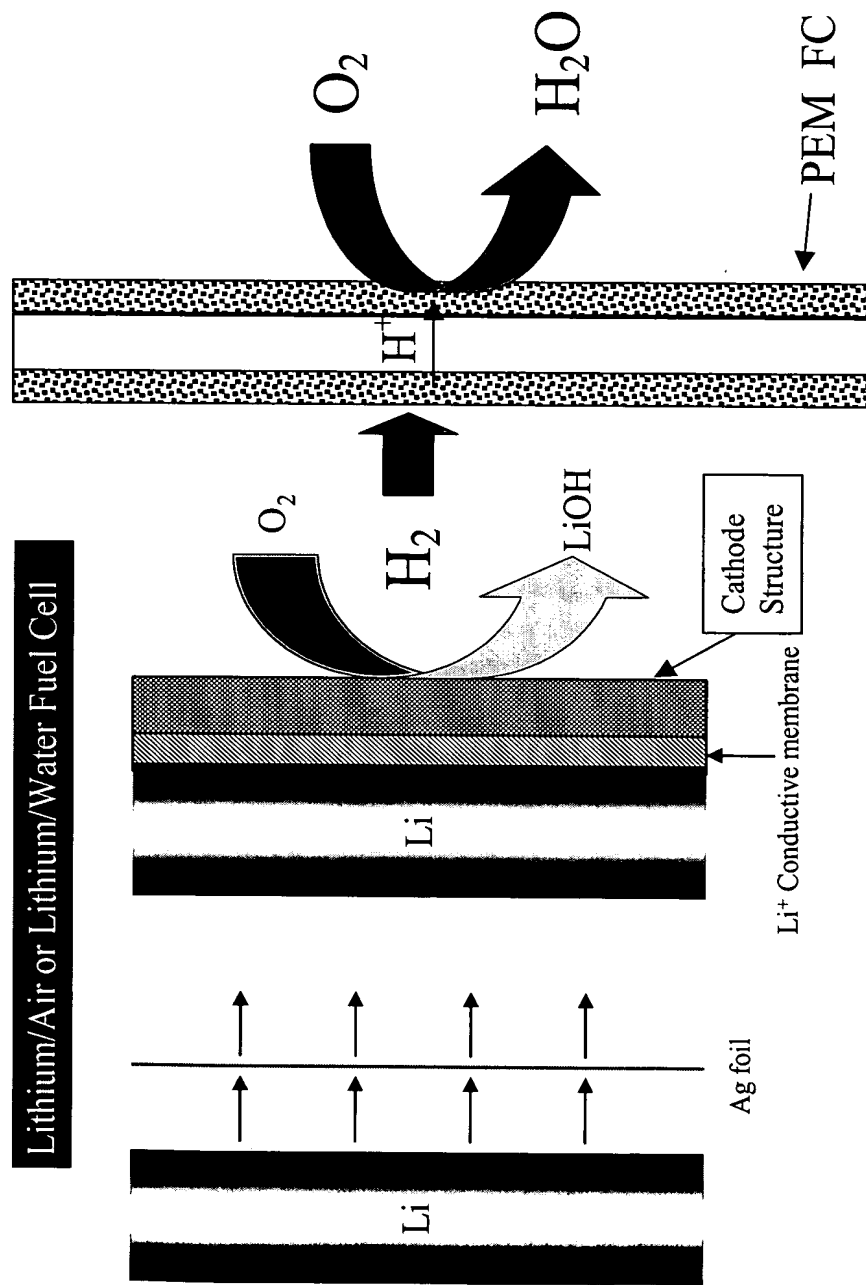 Lithium/Air or Lithium/Water Fuel Cell
Li
Ag foil
Li
Li⁺ Conductive membrane
Cathode
Structure
O₂
LiOH
H₂
H⁺
O₂
H₂O
PEM FC